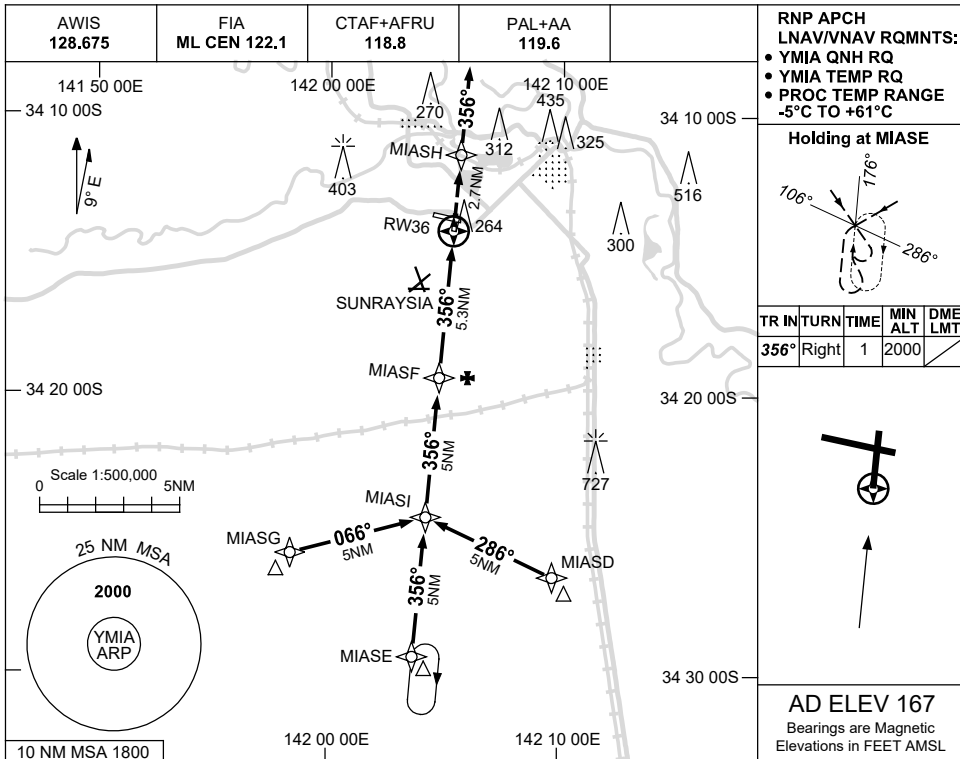 AWIS
128.675
FIA
ML CEN 122.1
CTAF+AFRU
118.8
PAL+AA
119.6
RNP APCH
LNAV/VNAV RQMNTS:
• YMIA QNH RQ
• YMIA TEMP RQ
• PROC TEMP RANGE
-5°C TO +61°C
141 50 00E
142 00 00E
142 10 00E
34 10 00S
34 10 00S
356°
270
435
312
325
MIASH
403
516
9° E
2.7NM
RW36
264
300
SUNRAYSIA
356°
5.3NM
MIASF
34 20 00S
34 20 00S
356°
5NM
727
Scale 1:500,000
0
5NM
MIASI
MIASG
066°
5NM
286°
5NM
MIASD
25 NM MSA
2000
YMIA
ARP
356°
5NM
MIASE
34 30 00S
142 00 00E
142 10 00E
10 NM MSA 1800
Holding at MIASE
176°
106°
286°
TR IN TURN TIME MIN ALT DME LMT
356° Right 1 2000
AD ELEV 167
Bearings are Magnetic
Elevations in FEET AMSL